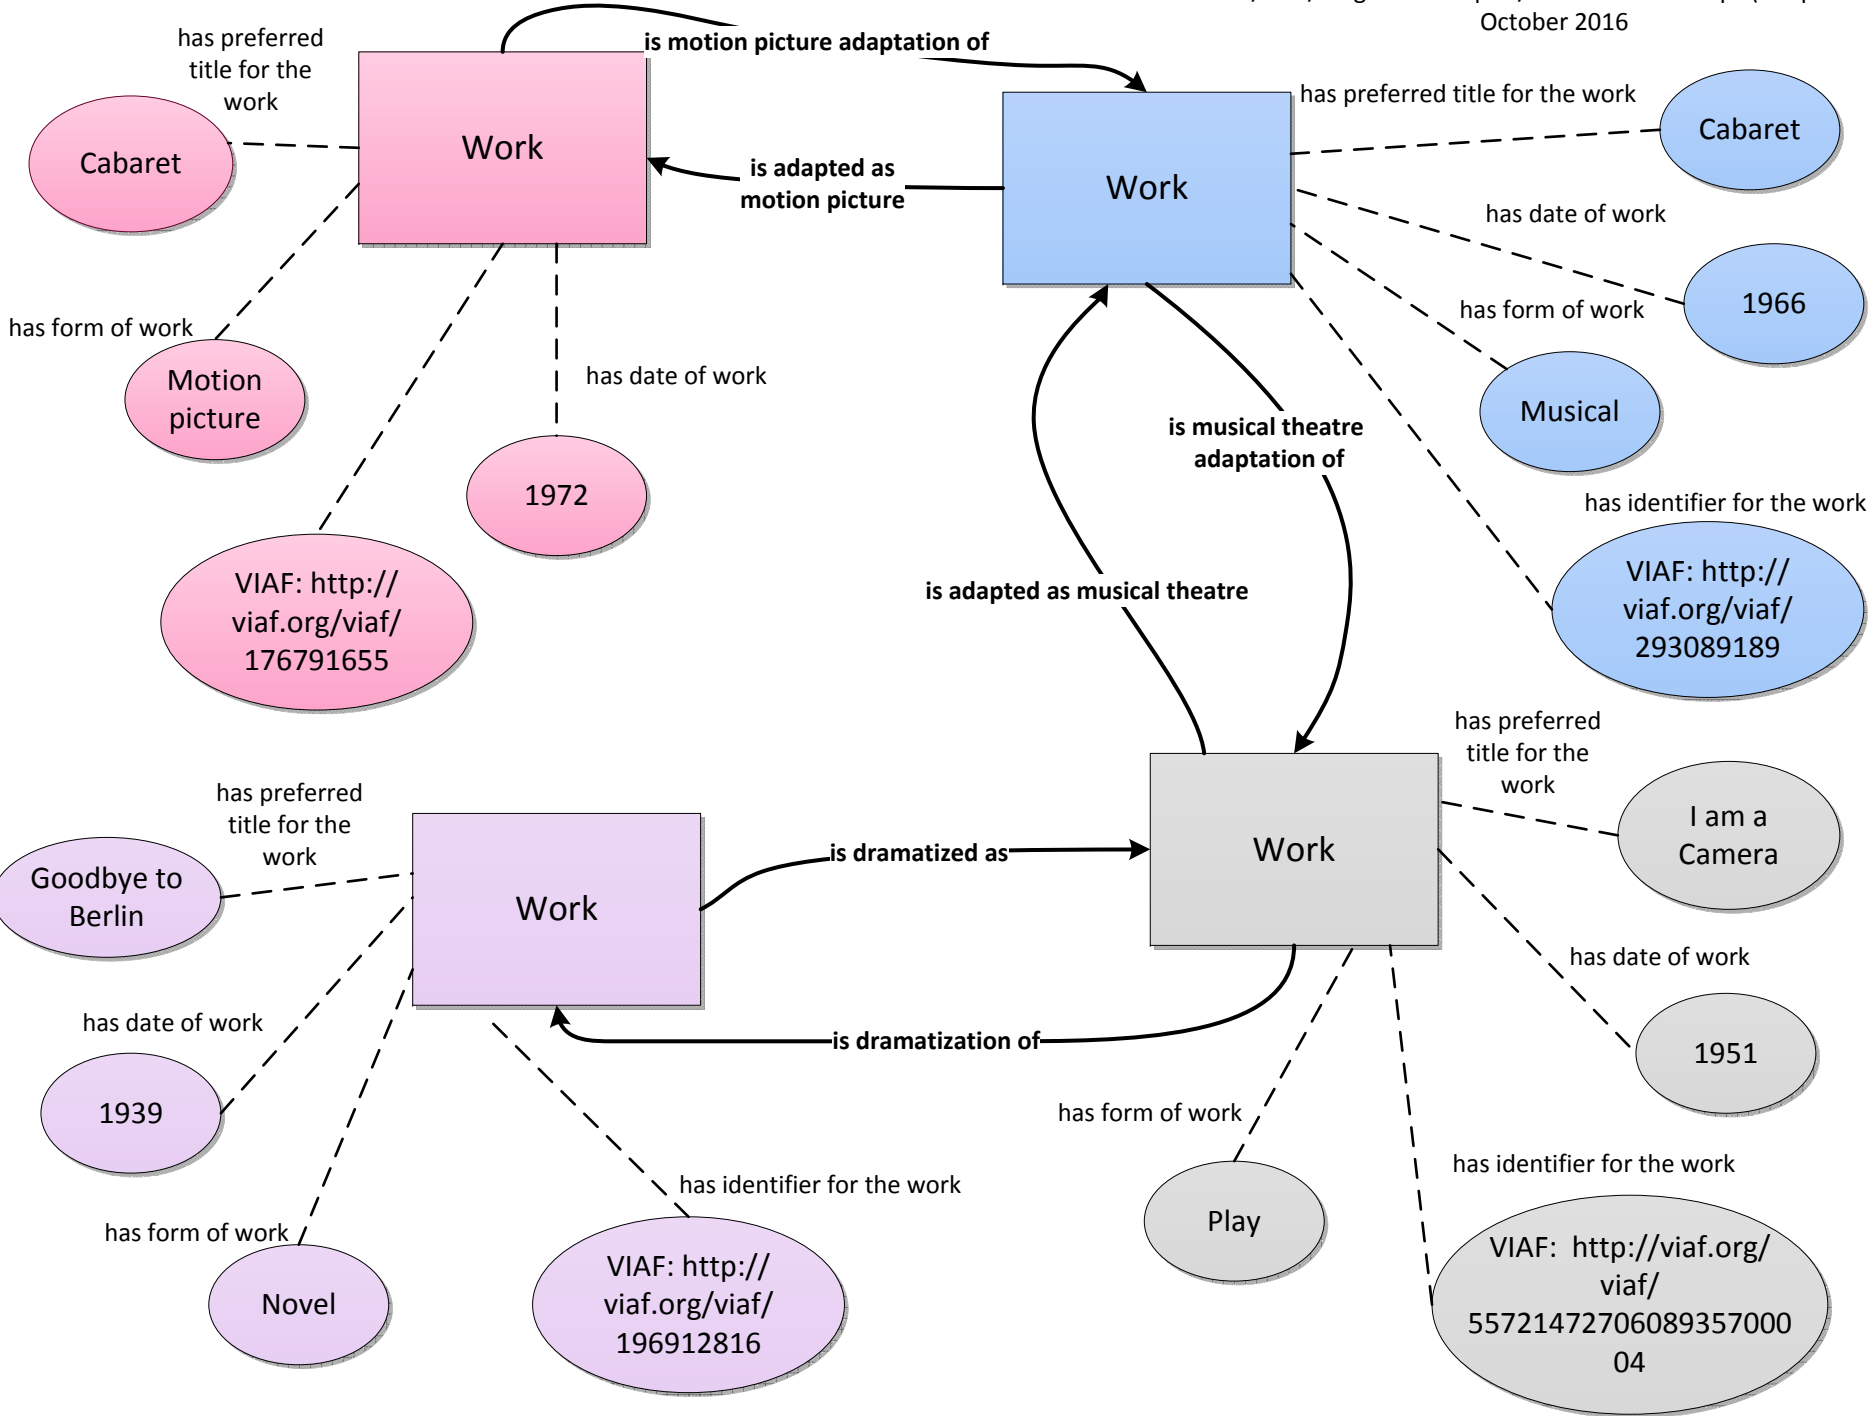 October 2016
has preferred
title for the
work
is motion picture adaptation of
Work
Cabaret
is adapted as
motion picture
has preferred title for the work
Work
Cabaret
has date of work
1966
has form of work
Musical
has form of work
Motion
picture
has date of work
1972
VIAF: http://
viaf.org/viaf/
176791655
is musical theatre
adaptation of
has identifier for the work
VIAF: http://
viaf.org/viaf/
293089189
is adapted as musical theatre
has preferred
title for the
work
I am a
Camera
Work
has preferred
title for the
work
Goodbye to
Berlin
Work
is dramatized as
has date of work
1951
is dramatization of
has date of work
1939
has form of work
Play
has identifier for the work
VIAF:  http://viaf.org/
viaf/
55721472706089357000
04
has form of work
Novel
has identifier for the work
VIAF: http://
viaf.org/viaf/
196912816